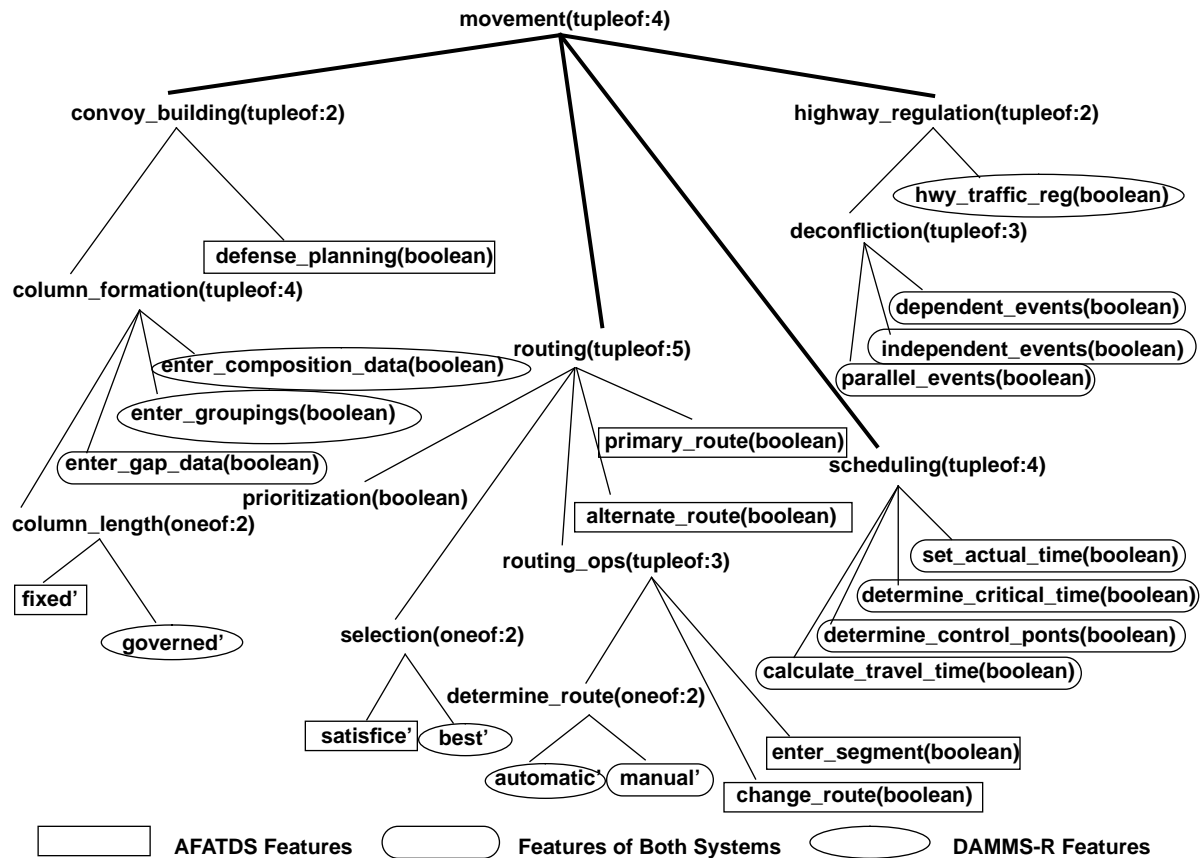 movement(tupleof:4)
convoy_building(tupleof:2)
highway_regulation(tupleof:2)
hwy_traffic_reg(boolean)
deconfliction(tupleof:3)
defense_planning(boolean)
column_formation(tupleof:4)
dependent_events(boolean)
independent_events(boolean)
parallel_events(boolean)
routing(tupleof:5)
enter_composition_data(boolean)
enter_groupings(boolean)
enter_gap_data(boolean)
primary_route(boolean)
scheduling(tupleof:4)
prioritization(boolean)
alternate_route(boolean)
column_length(oneof:2)
routing_ops(tupleof:3)
set_actual_time(boolean)
determine_critical_time(boolean)
determine_control_ponts(boolean)
calculate_travel_time(boolean)
fixed’
governed’
selection(oneof:2)
determine_route(oneof:2)
satisfice’
best’
enter_segment(boolean)
automatic’
manual’
change_route(boolean)
AFATDS Features
Features of Both Systems
DAMMS-R Features